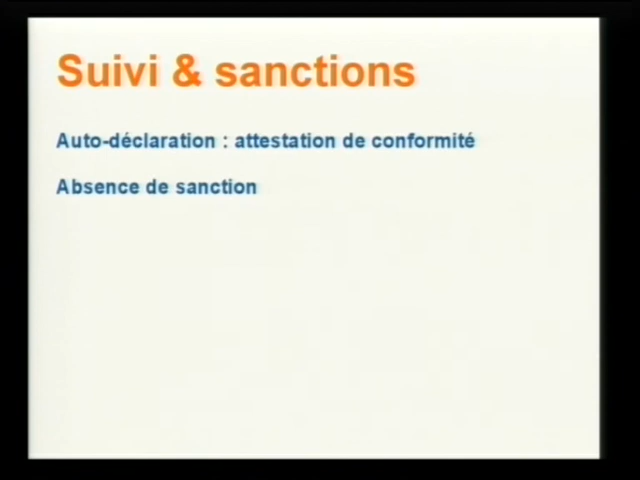 Suivi & sanctions
Auto-déclaration : attestation de conformité
Absence de sanction